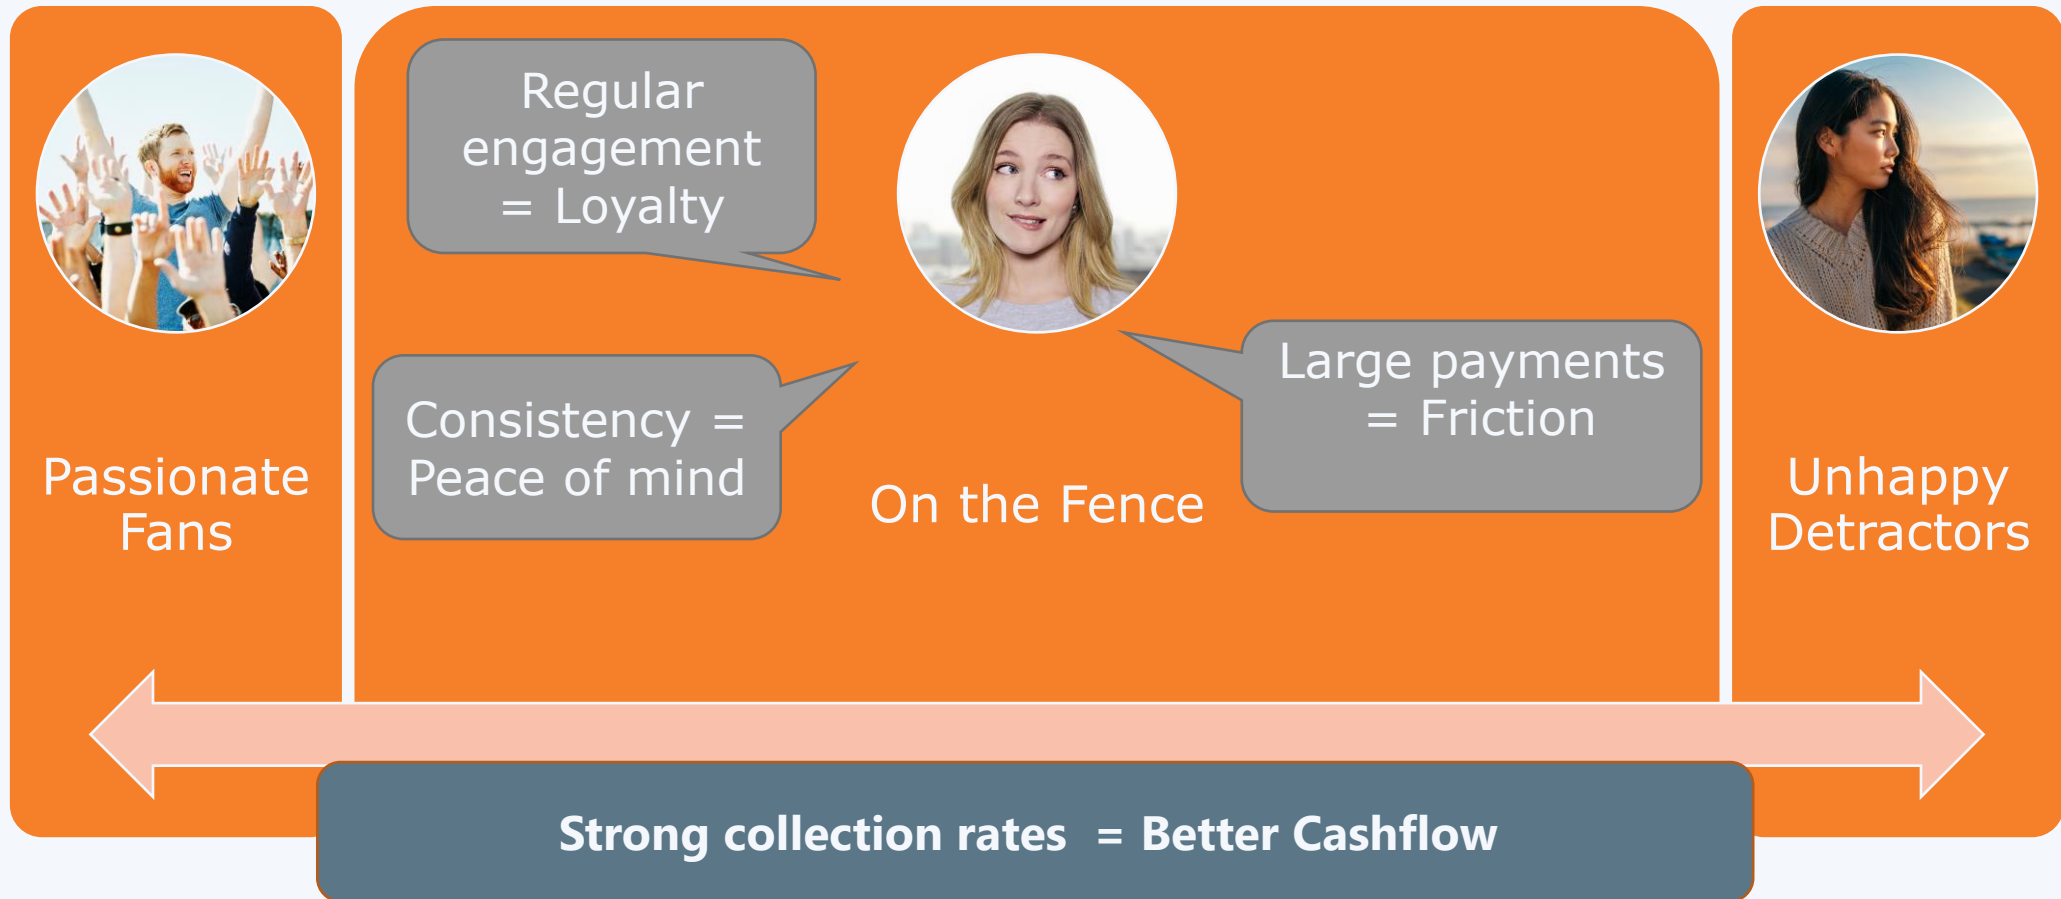 Regular
engagement
= Loyalty
Consistency =
Peace of mind
Large payments
= Friction
Passionate
Fans
On the Fence
Unhappy
Detractors
Strong collection rates  = Better Cashflow